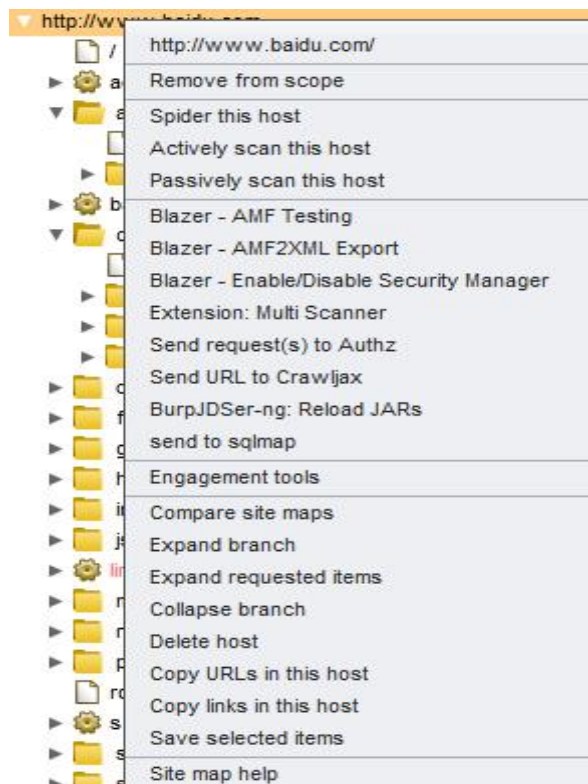 http://www.baidu.com
/
http://www.baidu.com/
Remove from scope
Spider this host
Actively scan this host
Passively scan this host
Blazer - AMF Testing
Blazer - AMF2XML Export
Blazer - Enable/Disable Security Manager
Extension: Multi Scanner
Send request(s) to Authz
Send URL to Crawljax
BurpJDSer-ng: Reload JARs
send to sqlmap
Engagement tools
Compare site maps
Expand branch
Expand requested items
Collapse branch
Delete host
Copy URLs in this host
Copy links in this host
Save selected items
Site map help